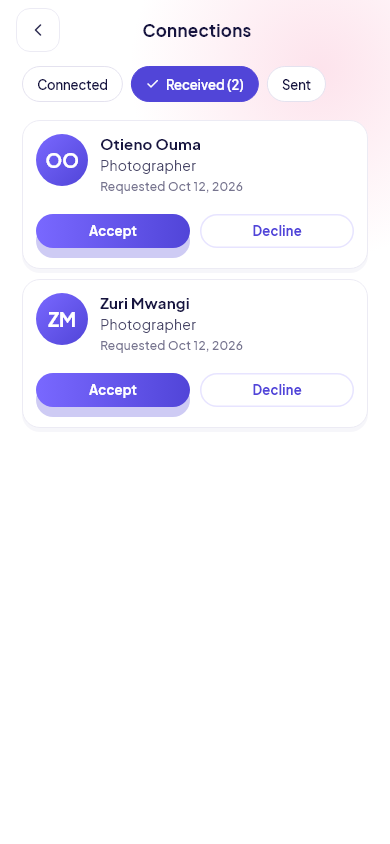 Connections
Connected
Received (2)
Sent
OO
Otieno Ouma
Photographer
Requested Oct 12, 2026
Accept
Decline
ZM
Zuri Mwangi
Photographer
Requested Oct 12, 2026
Accept
Decline